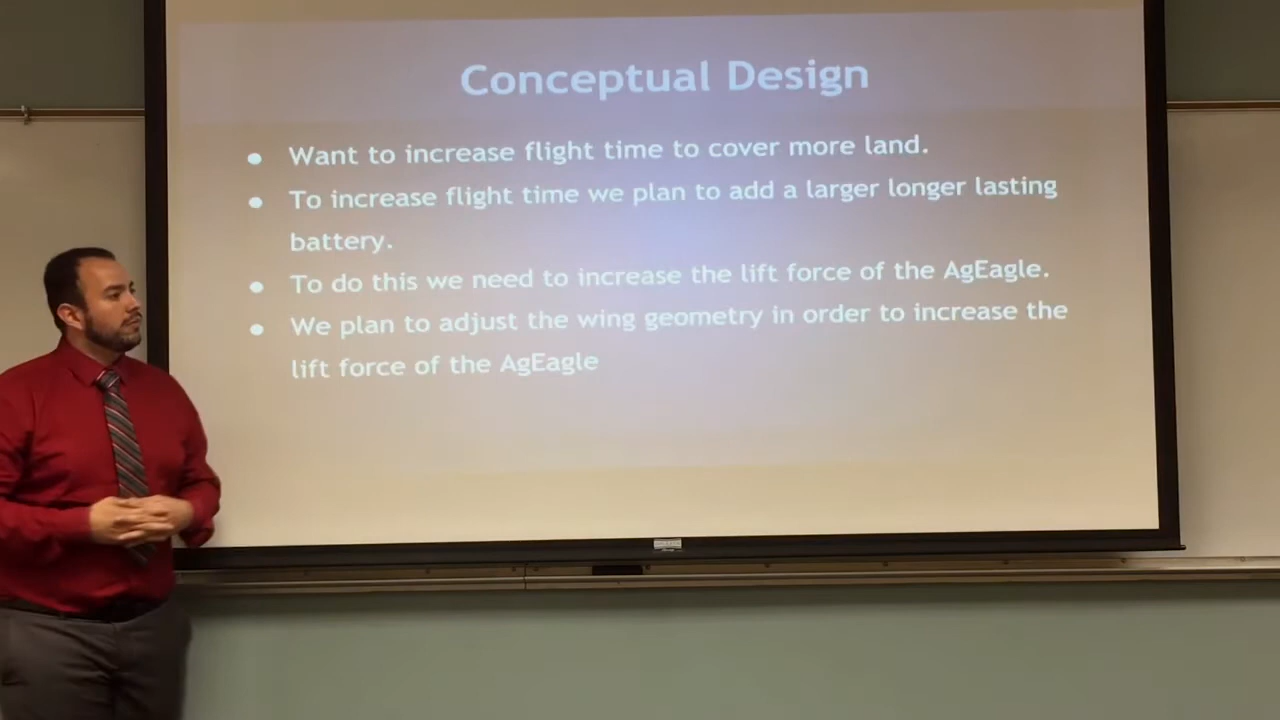 Conceptual Design
● Want to increase flight time to cover more land.
● To increase flight time we plan to add a larger longer lasting
battery.
● To do this we need to increase the lift force of the AgEagle.
● We plan to adjust the wing geometry in order to increase the
lift force of the AgEagle